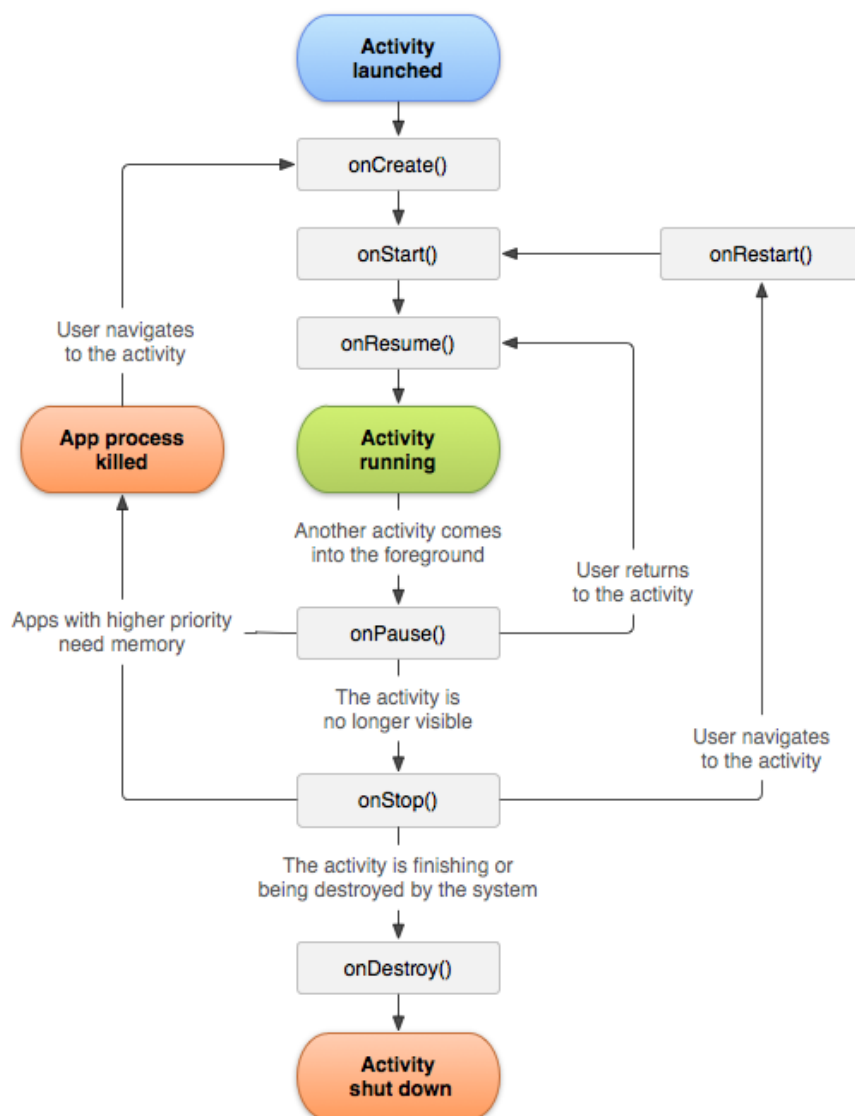 Activity
launched
onCreate()
onStart()
onRestart()
User navigates
to the activity
onResume()
App process
killed
Activity
running
Another activity comes
into the foreground
User returns
to the activity
Apps with higher priority
need memory
onPause()
The activity is
no longer visible
User navigates
to the activity
onStop()
The activity is finishing or
being destroyed by the system
onDestroy()
Activity
shut down